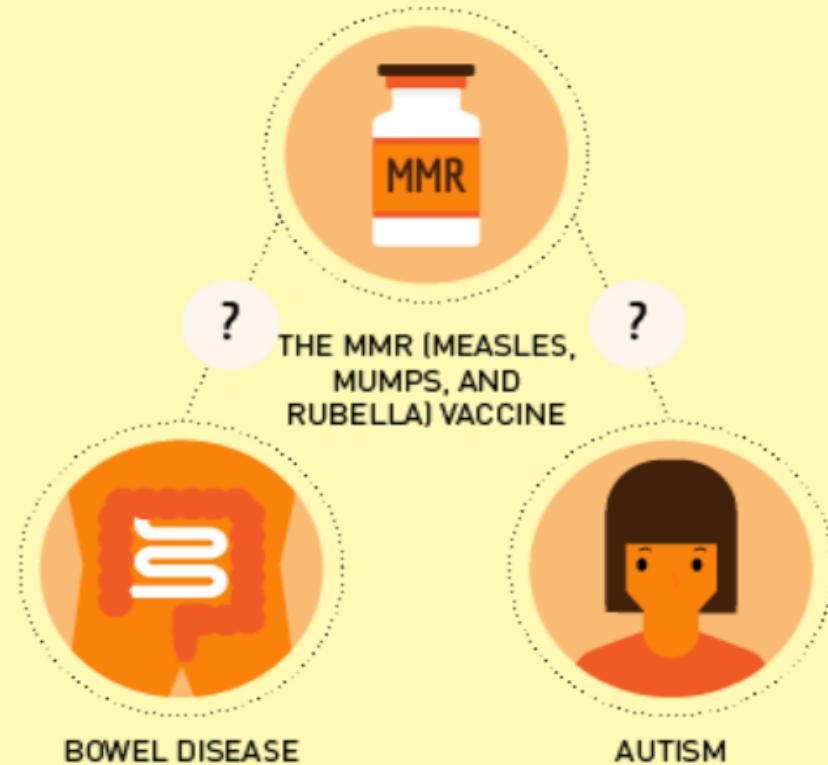 MMR
?
?
THE MMR (MEASLES,
MUMPS, AND
RUBELLA) VACCINE
BOWEL DISEASE
AUTISM